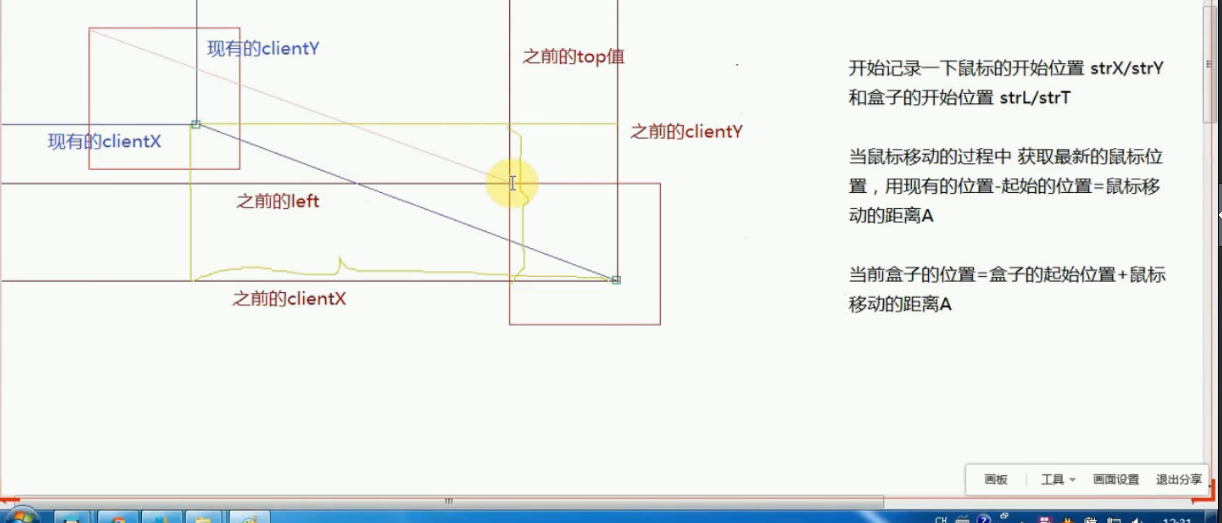 现有的clientY
之前的top值
现有的clientX
之前的clientY
之前的left
之前的clientX
开始记录一下鼠标的开始位置 strX/strY
和盒子的开始位置 strL/strT
当鼠标移动的过程中 获取最新的鼠标位
置，用现有的位置-起始的位置=鼠标移
动的距离A
当前盒子的位置=盒子的起始位置+鼠标
移动的距离A
画板 工具 画面设置 退出分享
CH